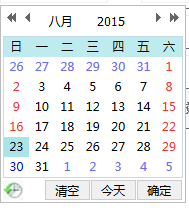 八月 2015
日 一 二 三 四 五 六
26 27 28 29 30 31 1
2 3 4 5 6 7 8
9 10 11 12 13 14 15
16 17 18 19 20 21 22
23 24 25 26 27 28 29
30 31 1 2 3 4 5
清空 今天 确定